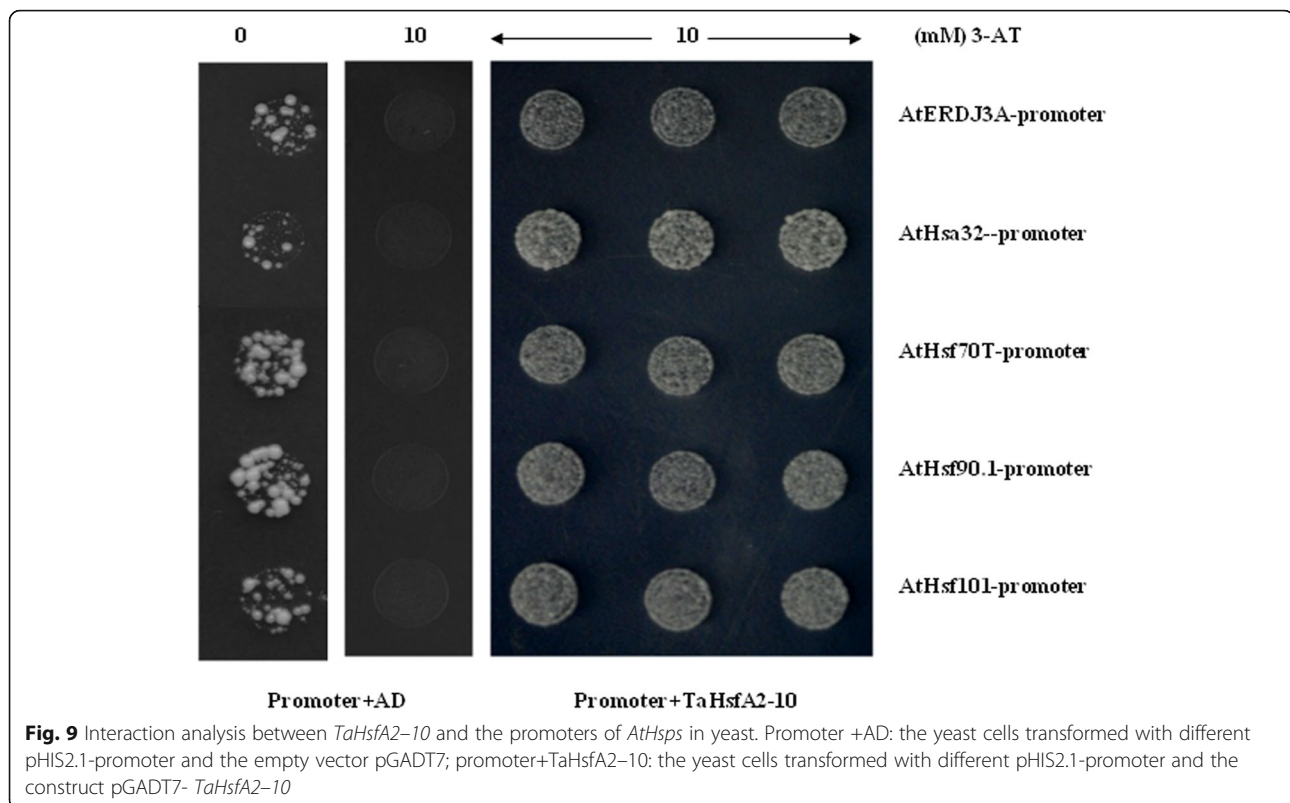 0 10 10 (mM) 3-AT
AtERDJ3A-promoter
AtHsa32--promoter
AtHsf70T-promoter
AtHsf90.1-promoter
AtHsf101-promoter
Promoter+AD Promoter+TaHsfA2-10
Fig. 9 Interaction analysis between TaHsfA2–10 and the promoters of AtHsps in yeast. Promoter +AD: the yeast cells transformed with different
pHIS2.1-promoter and the empty vector pGADT7; promoter+TaHsfA2–10: the yeast cells transformed with different pHIS2.1-promoter and the
construct pGADT7- TaHsfA2–10